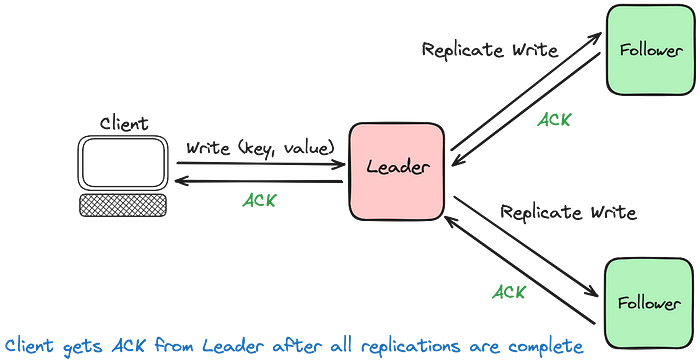 Client
Write (key, value)
ACK
Leader
Replicate Write
ACK
Follower
Replicate Write
ACK
Follower
Client gets ACK from Leader after all replications are complete